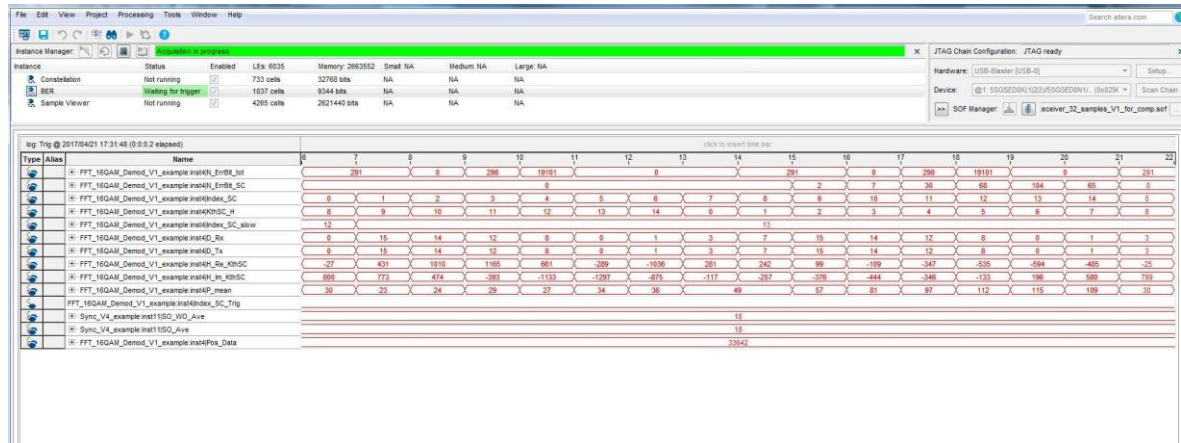 File Edit View Project Processing Tools Window Help
Search altera.com
Instance Manager: Acquisition in progress
JTAG Chain Configuration: JTAG ready
Instance Status Enabled LEs: 6035 Memory: 2663552 Small: NA Medium: NA Large: NA
Constellation Not running 733 cells 32768 bits NA NA NA
BER Waiting for trigger 1037 cells 9344 bits NA NA NA
Sample Viewer Not running 4265 cells 2621440 bits NA NA NA
Hardware: USB-Blaster [USB-0] Setup...
Device: Scan Chain
>> SOF Manager: eceiver_32_samples_V1_for_comp.sof ...
log: Trig @ 2017/04/21 17:31:48 (0:0:0.2 elapsed) click to insert time bar
Type Alias Name 6 7 8 9 10 11 12 13 14 15 16 17 18 19 20 21 22
FFT_16QAM_Demod_V1_example:inst4|N_ErrBit_tot 291 0 298 19101 0 291 0 298 19101 0 291
FFT_16QAM_Demod_V1_example:inst4|N_ErrBit_SC 0 2 7 30 68 104 65 0
FFT_16QAM_Demod_V1_example:inst4|Index_SC 0 1 2 3 4 5 6 7 8 9 10 11 12 13 14 0
FFT_16QAM_Demod_V1_example:inst4|KthSC_H 8 9 10 11 12 13 14 0 1 2 3 4 5 6 7 8
FFT_16QAM_Demod_V1_example:inst4|Index_SC_slow 12 13
FFT_16QAM_Demod_V1_example:inst4|D_Rx 0 15 14 12 8 0 1 3 7 15 14 12 8 0 1 3
FFT_16QAM_Demod_V1_example:inst4|D_Tx 0 15 14 12 8 0 1 3 7 15 14 12 8 0 1 3
FFT_16QAM_Demod_V1_example:inst4|H_Re_KthSC -27 431 1010 1165 661 -289 -1036 281 242 99 -109 -347 -535 -594 -485 -25
FFT_16QAM_Demod_V1_example:inst4|H_Im_KthSC 800 773 474 -393 -1133 -1297 -875 -117 -257 -376 -444 -346 -133 196 588 799
FFT_16QAM_Demod_V1_example:inst4|P_mean 30 23 24 29 27 34 36 49 57 81 97 112 115 109 30
FFT_16QAM_Demod_V1_example:inst4|Index_SC_Trig
Sync_V4_example:inst11|SO_WO_Ave 18
Sync_V4_example:inst11|SO_Ave 18
FFT_16QAM_Demod_V1_example:inst4|Pos_Data 33642